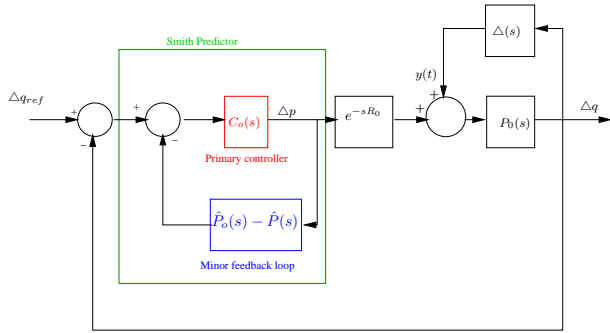 △(s)
Smith Predictor
y(t)
△q_ref
+
+
+
C_o(s)
△p
e^{-sR_0}
+
P_0(s)
△q
−
−
Primary controller
P̂_o(s) − P̂(s)
Minor feedback loop